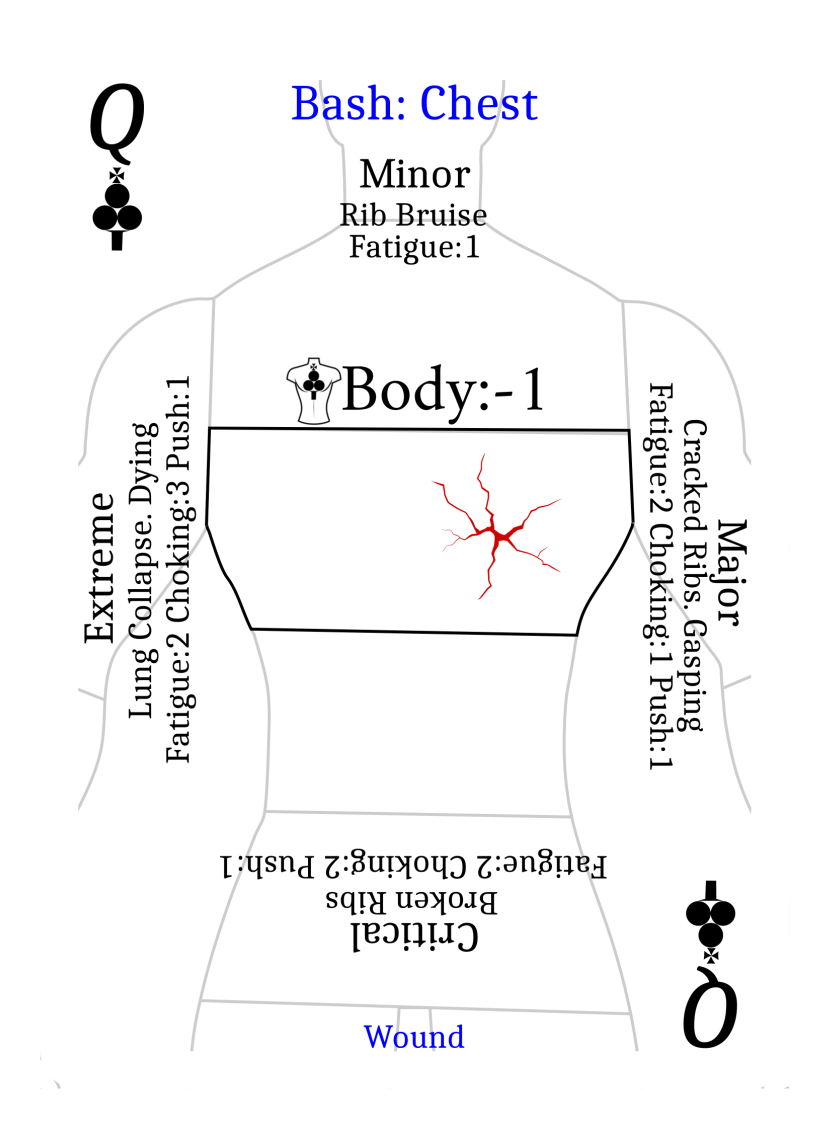 Q
Bash: Chest
Minor
Rib Bruise
Fatigue:1
Body:-1
Major
Cracked Ribs. Gasping
Fatigue:2 Choking:1 Push:1
Critical
Broken Ribs
Fatigue:2 Choking:2 Push:1
Extreme
Lung Collapse. Dying
Fatigue:2 Choking:3 Push:1
Wound
Q